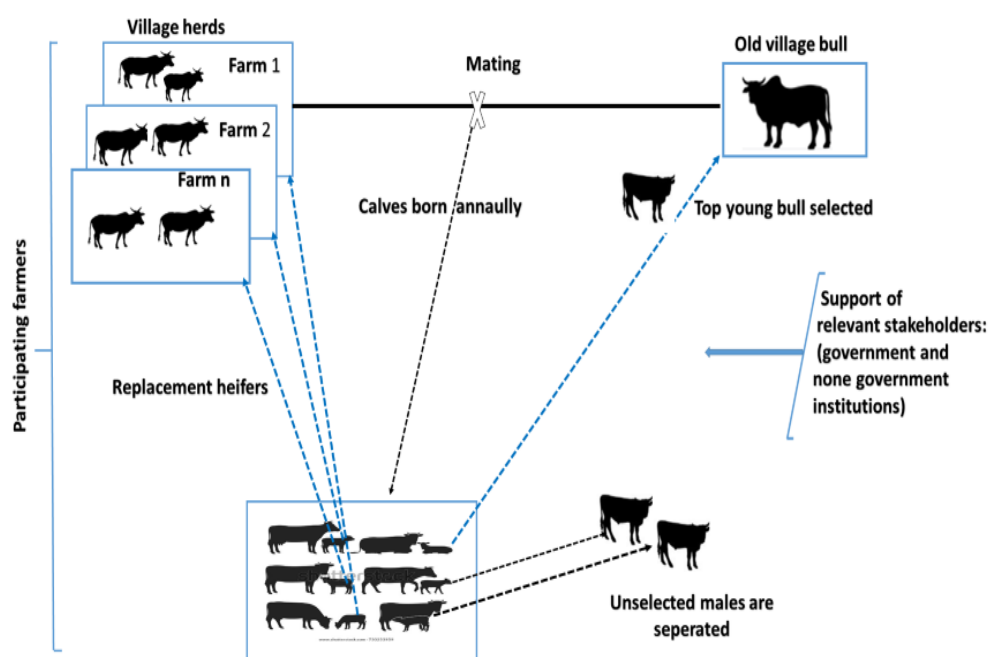 Village herds
Old village bull
Farm 1
Mating
Farm 2
Farm n
Calves born annaully
Top young bull selected
Participating farmers
Support of
relevant stakeholders:
(government and
none government
institutions)
Replacement heifers
Unselected males are
seperated